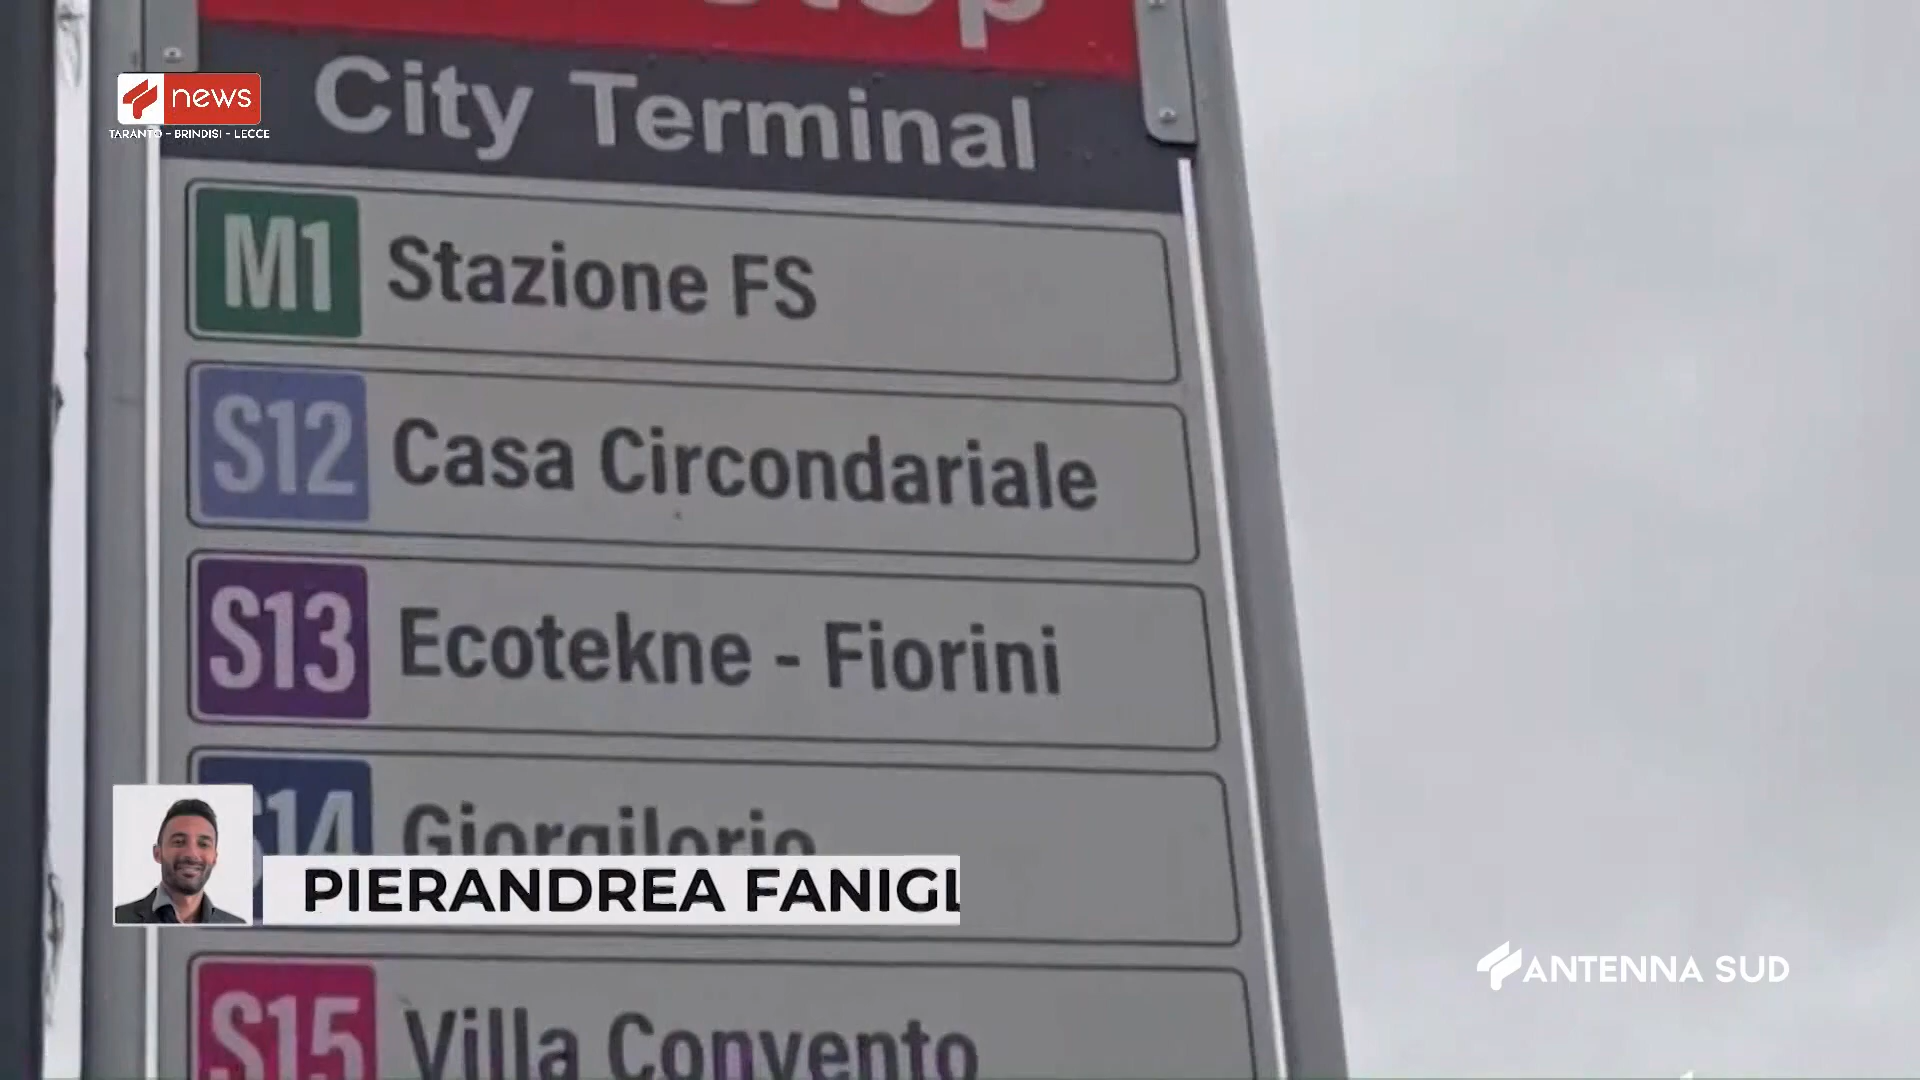 Stop
City Terminal
news
TARANTO - BRINDISI - LECCE
M1 Stazione FS
S12 Casa Circondariale
S13 Ecotekne - Fiorini
S14 Giorgilorio
PIERANDREA FANIGL
ANTENNA SUD
S15 Villa Convento